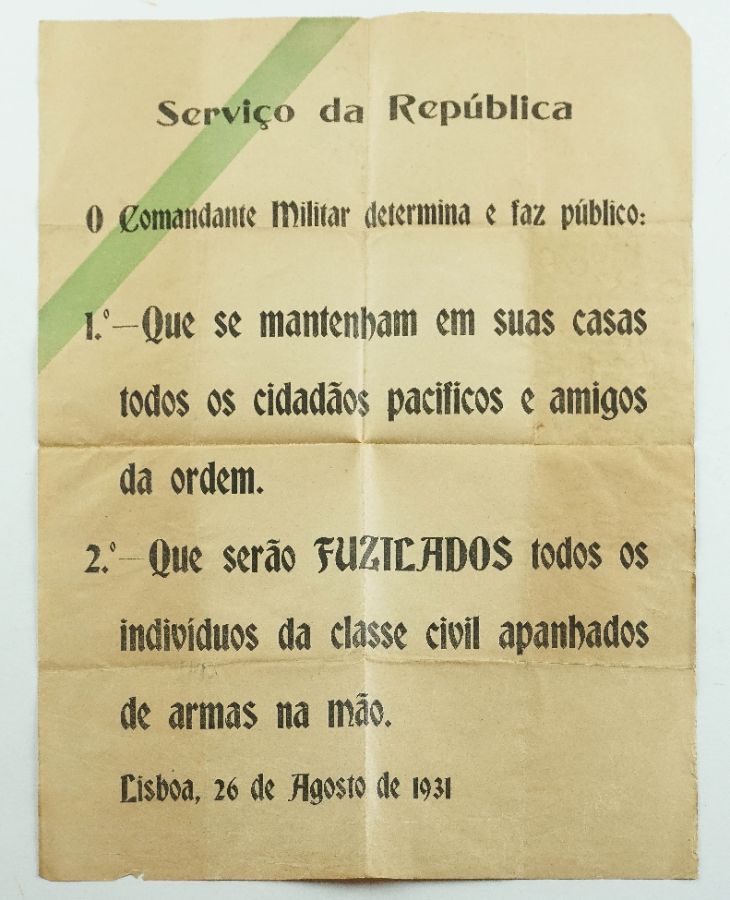 Serviço da República
O Comandante Militar determina e faz público:
1.º—Que se mantenham em suas casas
todos os cidadãos pacificos e amigos
da ordem.
2.º—Que serão FUZILADOS todos os
indivíduos da classe civil apanhados
de armas na mão.
Lisboa, 26 de Agosto de 1931